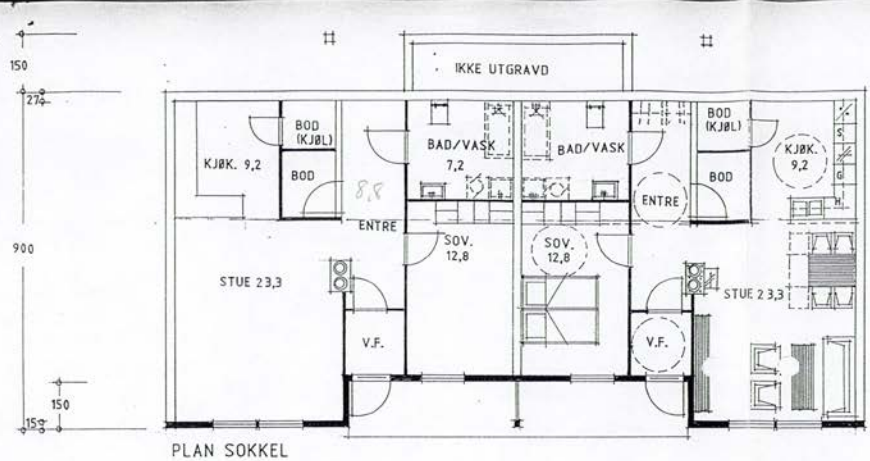 150
IKKE UTGRAVD
27
BOD
(KJØL)
BAD/VASK
7,2
BAD/VASK
BOD
(KJØL)
S
KJØK. 9,2
KJØK.
9,2
G
BOD
8,8
BOD
ENTRE
H
ENTRE
SOV.
12,8
SOV.
12,8
900
STUE 23,3
STUE 23,3
V.F.
V.F.
150
15
PLAN SOKKEL